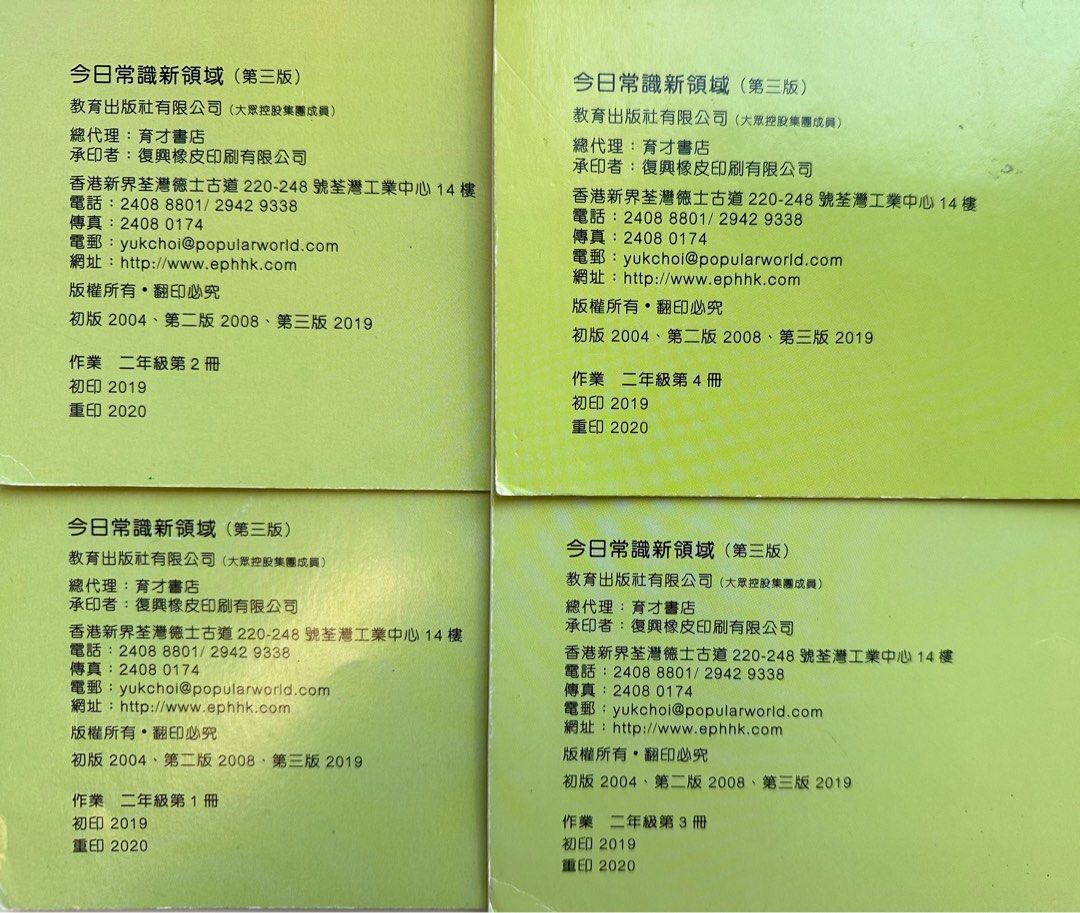 今日常識新領域（第三版）
教育出版社有限公司（大眾控股集團成員）
總代理：育才書店
承印者：復興橡皮印刷有限公司
香港新界荃灣德士古道 220-248 號荃灣工業中心 14 樓
電話：2408 8801/ 2942 9338
傳真：2408 0174
電郵：yukchoi@popularworld.com
網址：http://www.ephhk.com
版權所有•翻印必究
初版 2004、第二版 2008、第三版 2019
作業　二年級第 2 冊
初印 2019
重印 2020
今日常識新領域（第三版）
教育出版社有限公司（大眾控股集團成員）
總代理：育才書店
承印者：復興橡皮印刷有限公司
香港新界荃灣德士古道 220-248 號荃灣工業中心 14 樓
電話：2408 8801/ 2942 9338
傳真：2408 0174
電郵：yukchoi@popularworld.com
網址：http://www.ephhk.com
版權所有•翻印必究
初版 2004、第二版 2008、第三版 2019
作業　二年級第 4 冊
初印 2019
重印 2020
今日常識新領域（第三版）
教育出版社有限公司（大眾控股集團成員）
總代理：育才書店
承印者：復興橡皮印刷有限公司
香港新界荃灣德士古道 220-248 號荃灣工業中心 14 樓
電話：2408 8801/ 2942 9338
傳真：2408 0174
電郵：yukchoi@popularworld.com
網址：http://www.ephhk.com
版權所有•翻印必究
初版 2004、第二版 2008、第三版 2019
作業　二年級第 1 冊
初印 2019
重印 2020
今日常識新領域（第三版）
教育出版社有限公司（大眾控股集團成員）
總代理：育才書店
承印者：復興橡皮印刷有限公司
香港新界荃灣德士古道 220-248 號荃灣工業中心 14 樓
電話：2408 8801/ 2942 9338
傳真：2408 0174
電郵：yukchoi@popularworld.com
網址：http://www.ephhk.com
版權所有•翻印必究
初版 2004、第二版 2008、第三版 2019
作業　二年級第 3 冊
初印 2019
重印 2020